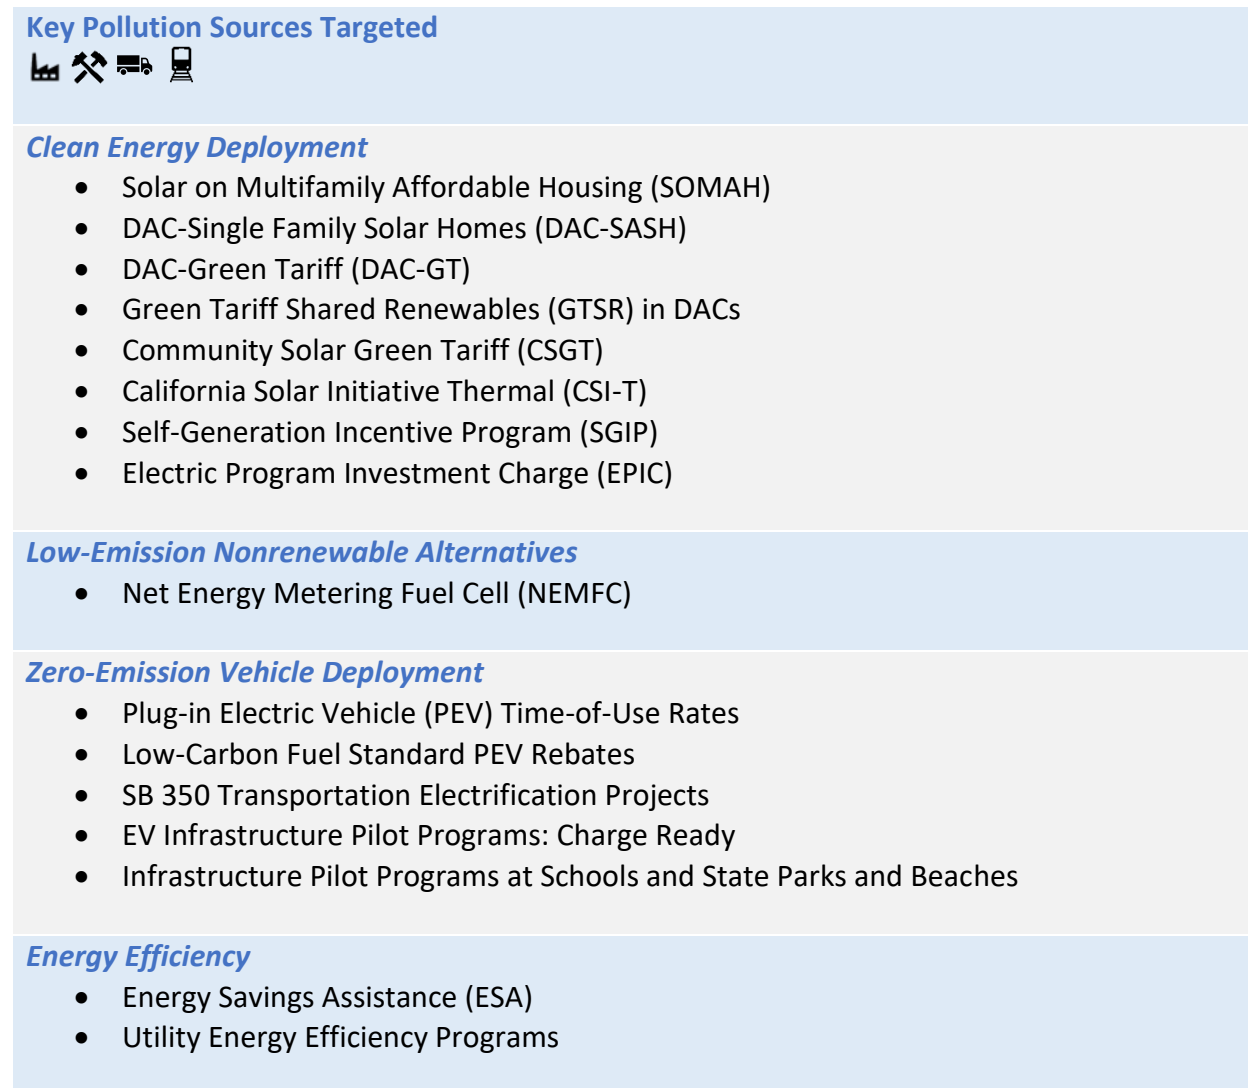 Key Pollution Sources Targeted
Clean Energy Deployment
• Solar on Multifamily Affordable Housing (SOMAH)
• DAC-Single Family Solar Homes (DAC-SASH)
• DAC-Green Tariff (DAC-GT)
• Green Tariff Shared Renewables (GTSR) in DACs
• Community Solar Green Tariff (CSGT)
• California Solar Initiative Thermal (CSI-T)
• Self-Generation Incentive Program (SGIP)
• Electric Program Investment Charge (EPIC)
Low-Emission Nonrenewable Alternatives
• Net Energy Metering Fuel Cell (NEMFC)
Zero-Emission Vehicle Deployment
• Plug-in Electric Vehicle (PEV) Time-of-Use Rates
• Low-Carbon Fuel Standard PEV Rebates
• SB 350 Transportation Electrification Projects
• EV Infrastructure Pilot Programs: Charge Ready
• Infrastructure Pilot Programs at Schools and State Parks and Beaches
Energy Efficiency
• Energy Savings Assistance (ESA)
• Utility Energy Efficiency Programs